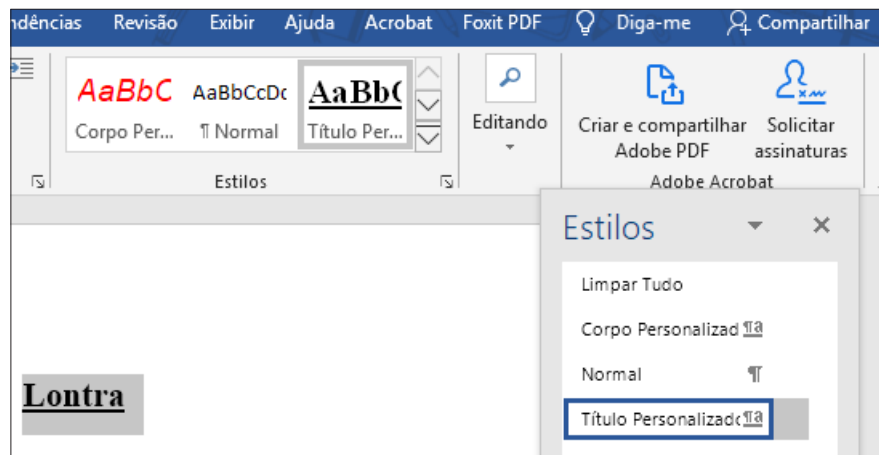 ndências Revisão Exibir Ajuda Acrobat Foxit PDF Diga-me Compartilhar
AaBbC AaBbCcDc AaBb(
Corpo Per... ¶ Normal Título Per...
Editando
Criar e compartilhar
Adobe PDF
Solicitar
assinaturas
Estilos
Adobe Acrobat
Estilos
Limpar Tudo
Corpo Personalizad ¶a
Normal ¶
Título Personalizado ¶a
Lontra